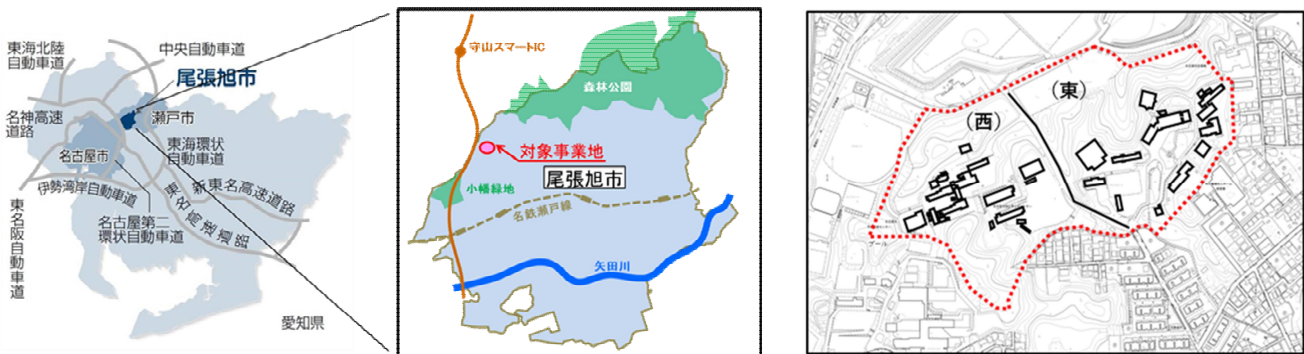 東海北陸
自動車道
中央自動車道
尾張旭市
名神高速
道路
瀬戸市
東海環状
自動車道
名古屋市
伊勢湾岸自動車道
新東名高速道路
東名高速道路
名古屋第二
環状自動車道
東名阪自動車道
愛知県
守山スマートIC
森林公園
対象事業地
尾張旭市
小幡緑地
名鉄瀬戸線
矢田川
(東)
(西)
プール